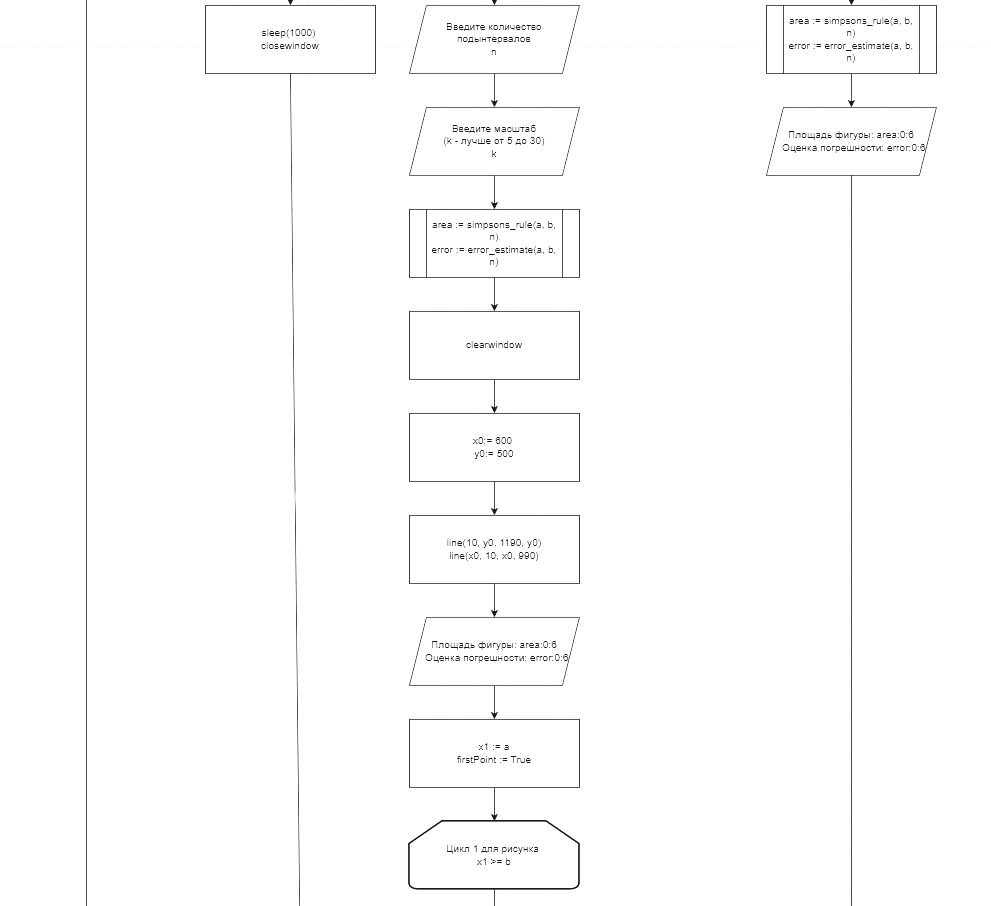 sleep(1000)
closewindow
Введите количество
подынтервалов
n
Введите масштаб
(k - лучше от 5 до 30)
k
area := simpsons_rule(a, b,
n)
error := error_estimate(a, b,
n)
clearwindow
x0:= 600
y0:= 500
line(10, y0, 1190, y0)
line(x0, 10, x0, 990)
Площадь фигуры: area:0:6
Оценка погрешности: error:0:6
x1 := a
firstPoint := True
Цикл 1 для рисунка
x1 >= b
area := simpsons_rule(a, b,
n)
error := error_estimate(a, b,
n)
Площадь фигуры: area:0:6
Оценка погрешности: error:0:6